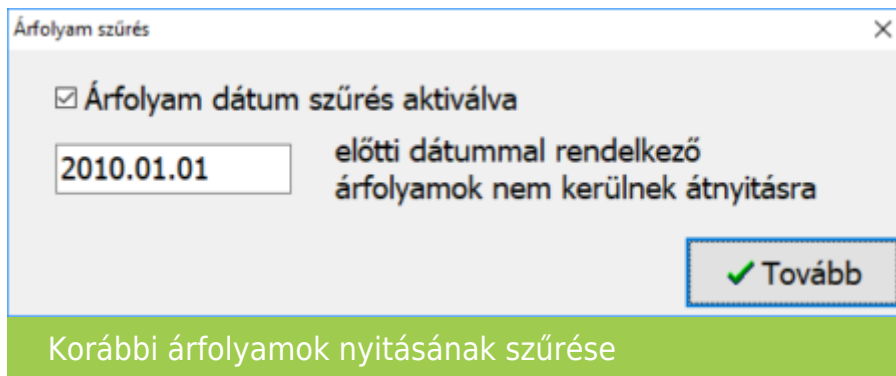 Árfolyam szűrés
Árfolyam dátum szűrés aktiválva
2010.01.01
előtti dátummal rendelkező
árfolyamok nem kerülnek átnyitásra
Tovább
Korábbi árfolyamok nyitásának szűrése